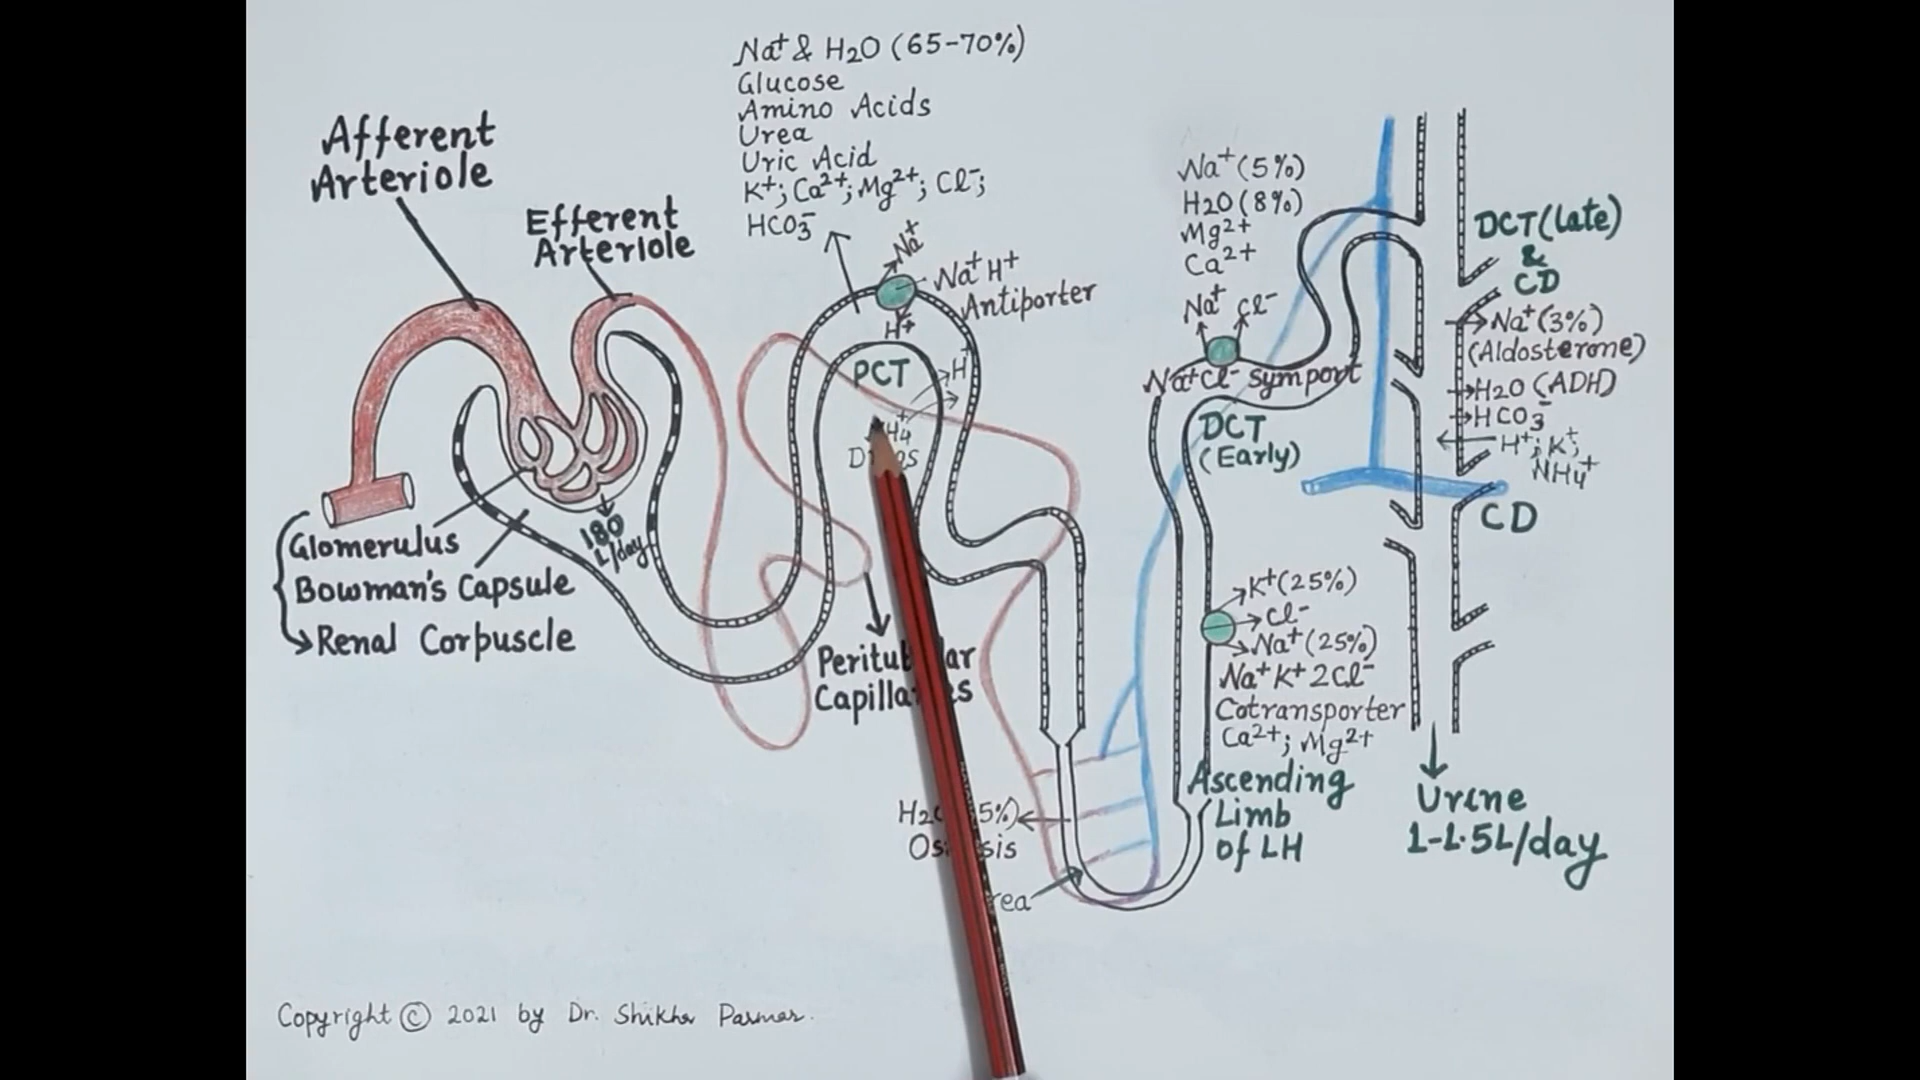 Na+ & H2O (65-70%)
Glucose
Amino Acids
Urea
Uric Acid
K+; Ca2+; Mg2+; Cl-;
HCO3-
Afferent
Arteriole
Efferent
Arteriole
Na+
Na+ H+
Antiporter
H+
PCT
H+
Glomerulus
Bowman's Capsule
Renal Corpuscle
180
L/day
Capillaries
H2O
Na+ (5%)
H2O (8%)
Mg2+
Ca2+
Na+ Cl-
Na+Cl- symport
DCT
(Early)
K+ (25%)
Cl-
Na+ (25%)
Na+ K+ 2Cl-
Cotransporter
Ca2+; Mg2+
Ascending
Limb
of LH
DCT (late)
&
CD
Na+ (3%)
(Aldosterone)
H2O (ADH)
HCO3-
H+; K+;
NH4+
CD
Urine
1-1.5L/day
Copyright © 2021 by Dr. Shikha Parmar.